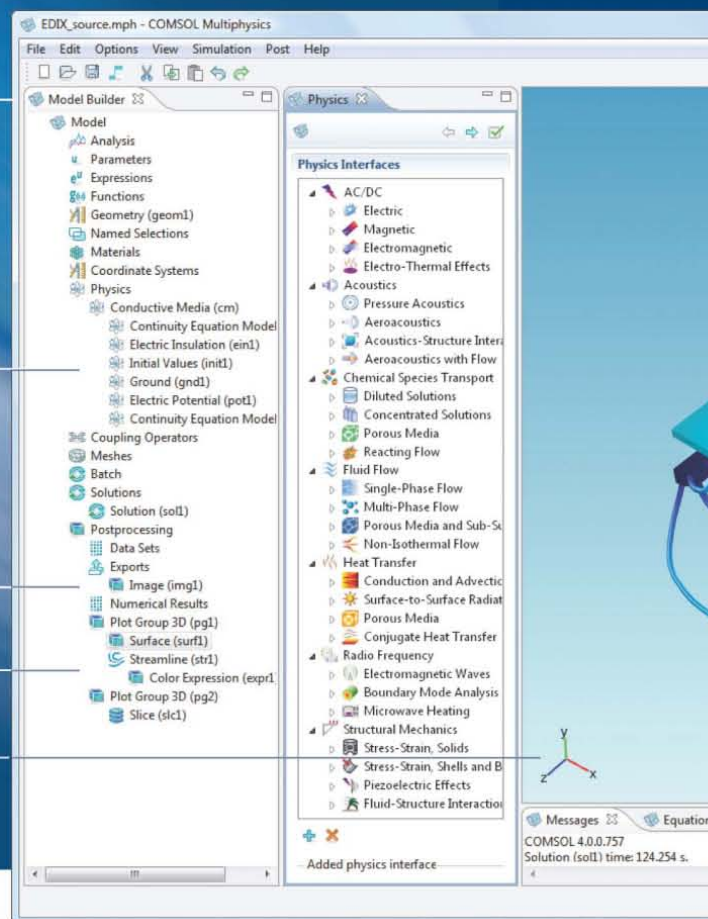 EDIX_source.mph - COMSOL Multiphysics
File Edit Options View Simulation Post Help
Model Builder
Model
Analysis
Parameters
Expressions
Functions
Geometry (geom1)
Named Selections
Materials
Coordinate Systems
Physics
Conductive Media (cm)
Continuity Equation Model
Electric Insulation (ein1)
Initial Values (init1)
Ground (gnd1)
Electric Potential (pot1)
Continuity Equation Model
Coupling Operators
Meshes
Batch
Solutions
Solution (sol1)
Postprocessing
Data Sets
Exports
Image (img1)
Numerical Results
Plot Group 3D (pg1)
Surface (surf1)
Streamline (str1)
Color Expression (expr1
Plot Group 3D (pg2)
Slice (slc1)
Physics
Physics Interfaces
AC/DC
Electric
Magnetic
Electromagnetic
Electro-Thermal Effects
Acoustics
Pressure Acoustics
Aeroacoustics
Acoustics-Structure Inter
Aeroacoustics with Flow
Chemical Species Transport
Diluted Solutions
Concentrated Solutions
Porous Media
Reacting Flow
Fluid Flow
Single-Phase Flow
Multi-Phase Flow
Porous Media and Sub-Su
Non-Isothermal Flow
Heat Transfer
Conduction and Advectic
Surface-to-Surface Radiat
Porous Media
Conjugate Heat Transfer
Radio Frequency
Electromagnetic Waves
Boundary Mode Analysis
Microwave Heating
Structural Mechanics
Stress-Strain, Solids
Stress-Strain, Shells and B
Piezoelectric Effects
Fluid-Structure Interaction
Added physics interface
y
z
x
Messages Equation
COMSOL 4.0.0.757
Solution (sol1) time: 124.254 s.